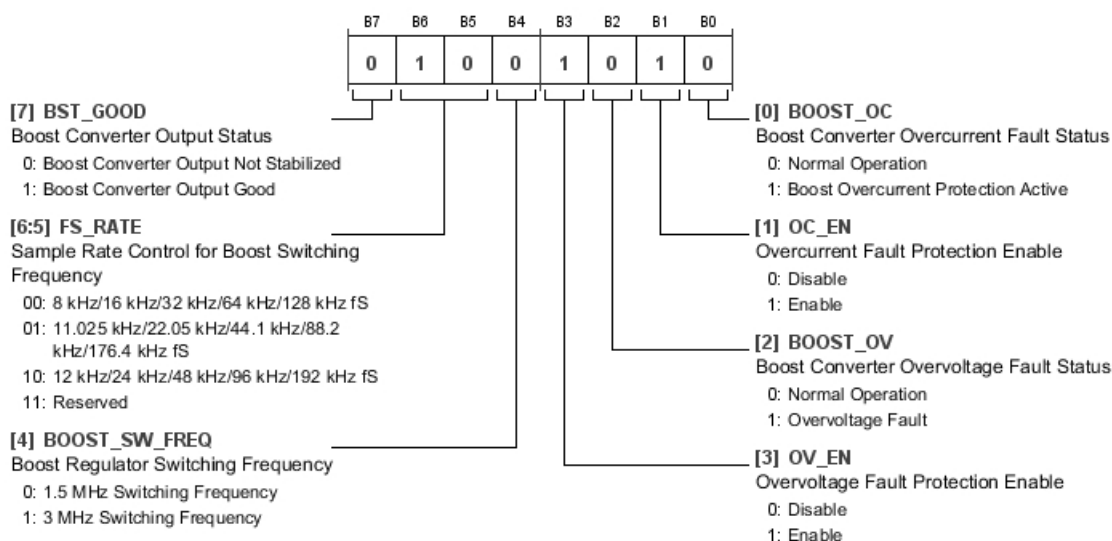 B7 B6 B5 B4 B3 B2 B1 B0
0 1 0 0 1 0 1 0
[7] BST_GOOD
Boost Converter Output Status
0: Boost Converter Output Not Stabilized
1: Boost Converter Output Good
[6:5] FS_RATE
Sample Rate Control for Boost Switching
Frequency
00: 8 kHz/16 kHz/32 kHz/64 kHz/128 kHz fS
01: 11.025 kHz/22.05 kHz/44.1 kHz/88.2
kHz/176.4 kHz fS
10: 12 kHz/24 kHz/48 kHz/96 kHz/192 kHz fS
11: Reserved
[4] BOOST_SW_FREQ
Boost Regulator Switching Frequency
0: 1.5 MHz Switching Frequency
1: 3 MHz Switching Frequency
[0] BOOST_OC
Boost Converter Overcurrent Fault Status
0: Normal Operation
1: Boost Overcurrent Protection Active
[1] OC_EN
Overcurrent Fault Protection Enable
0: Disable
1: Enable
[2] BOOST_OV
Boost Converter Overvoltage Fault Status
0: Normal Operation
1: Overvoltage Fault
[3] OV_EN
Overvoltage Fault Protection Enable
0: Disable
1: Enable